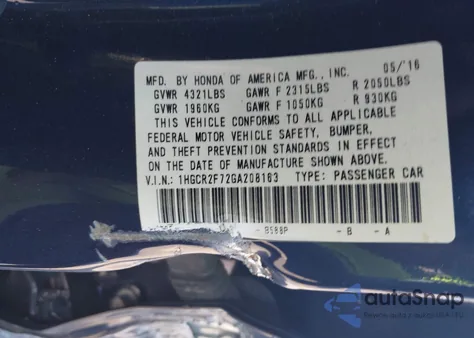 MFD. BY HONDA OF AMERICA MFG., INC. 05/16
GVWR 4321LBS GAWR F 2315LBS R 2050LBS
GVWR 1960KG GAWR F 1050KG R 930KG
THIS VEHICLE CONFORMS TO ALL APPLICABLE
FEDERAL MOTOR VEHICLE SAFETY, BUMPER,
AND THEFT PREVENTION STANDARDS IN EFFECT
ON THE DATE OF MANUFACTURE SHOWN ABOVE.
V.I.N.: 1HGCR2F72GA208163 TYPE: PASSENGER CAR
- B588P - B - A
autoSnap